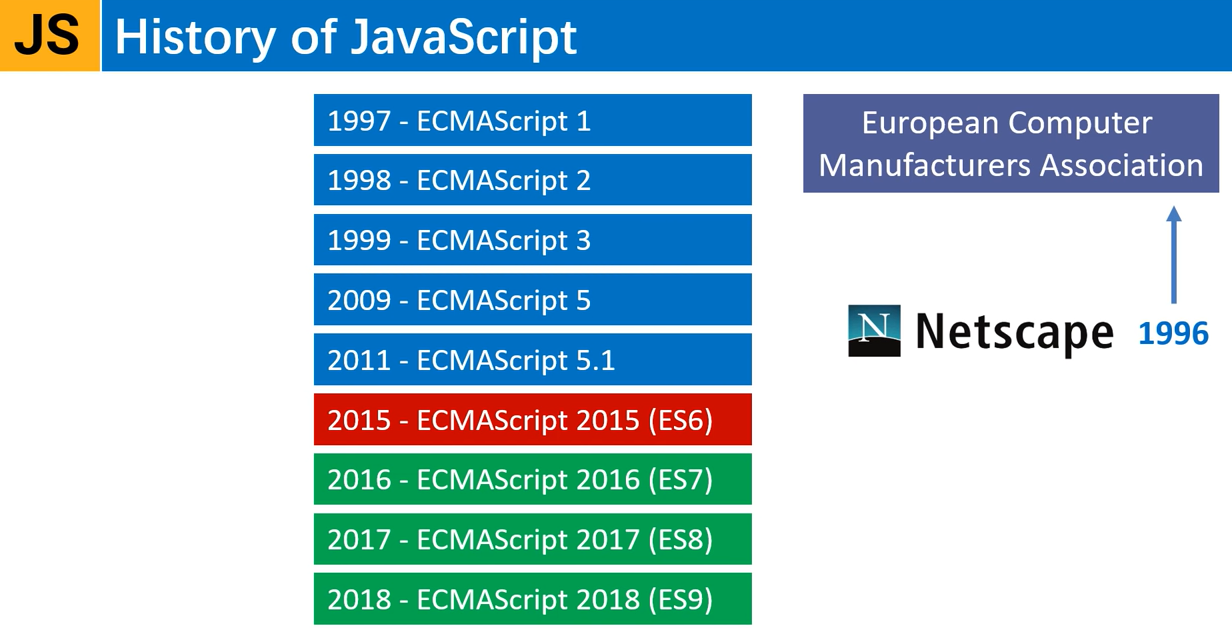 JS
History of JavaScript
1997 - ECMAScript 1
1998 - ECMAScript 2
1999 - ECMAScript 3
2009 - ECMAScript 5
2011 - ECMAScript 5.1
2015 - ECMAScript 2015 (ES6)
2016 - ECMAScript 2016 (ES7)
2017 - ECMAScript 2017 (ES8)
2018 - ECMAScript 2018 (ES9)
European Computer
Manufacturers Association
N Netscape 1996